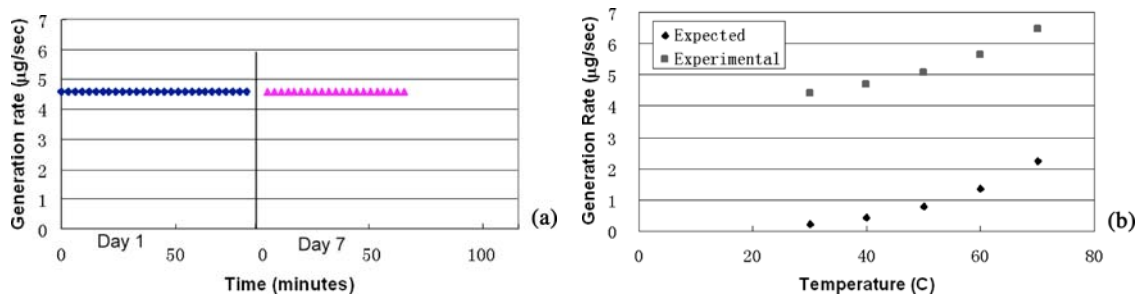 Generation rate (μg/sec)
7
6
5
4
3
2
1
0
Day 1
Day 7
0
50
0
50
100
Time (minutes)
(a)
Generation Rate (μg/sec)
7
6
5
4
3
2
1
0
Expected
Experimental
0
20
40
60
80
Temperature (C)
(b)